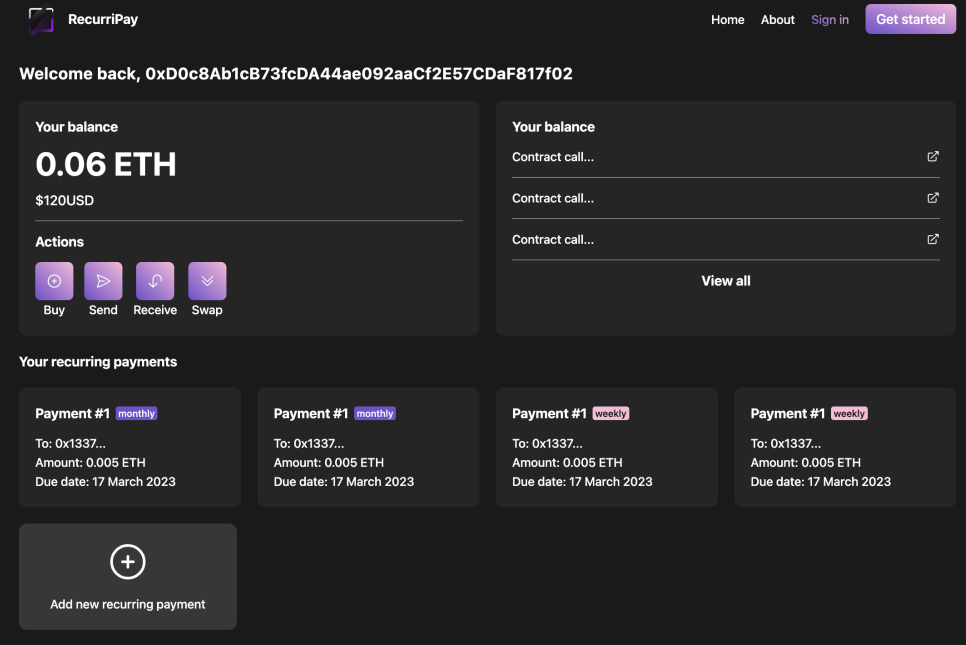 RecurriPay
Home About Sign in Get started
Welcome back, 0xD0c8Ab1cB73fcDA44ae092aaCf2E57CDaF817f02
Your balance
0.06 ETH
$120USD
Actions
Buy Send Receive Swap
Your balance
Contract call...
Contract call...
Contract call...
View all
Your recurring payments
Payment #1 monthly
To: 0x1337...
Amount: 0.005 ETH
Due date: 17 March 2023
Payment #1 monthly
To: 0x1337...
Amount: 0.005 ETH
Due date: 17 March 2023
Payment #1 weekly
To: 0x1337...
Amount: 0.005 ETH
Due date: 17 March 2023
Payment #1 weekly
To: 0x1337...
Amount: 0.005 ETH
Due date: 17 March 2023
Add new recurring payment